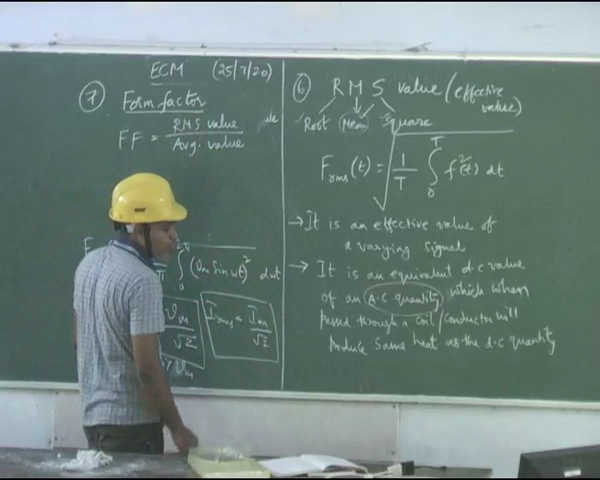 ECM (25/7/20)
7 Form factor
FF = RMS value / Avg. value
∫ (Vm Sin ωt)² dωt
Vm / √2
Irms = Im / √2
Vm
6 RMS value (effective value)
Root Mean Square
Frms(t) = √ 1/T ∫₀ᵀ f²(t) dt
→ It is an effective value of
a varying signal
→ It is an equivalent d.c value
of an A.C quantity which when
passed through a coil/conductor will
produce same heat as the d.c quantity